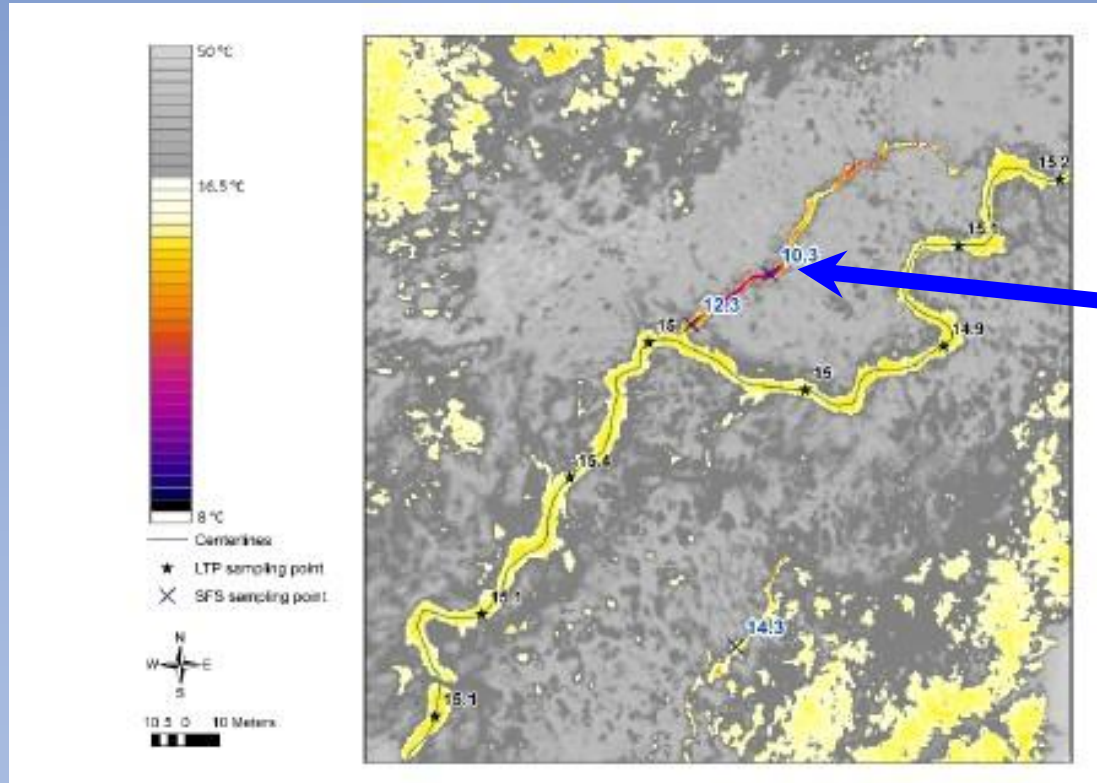 50 °C
16.5 °C
8 °C
Centerlines
LTP sampling point
SFS sampling point
N
W E
S
10 5 0 10 Meters
15.2
15.1
10.3
12.3
15
14.9
15
15.4
15.1
14.3
15.1